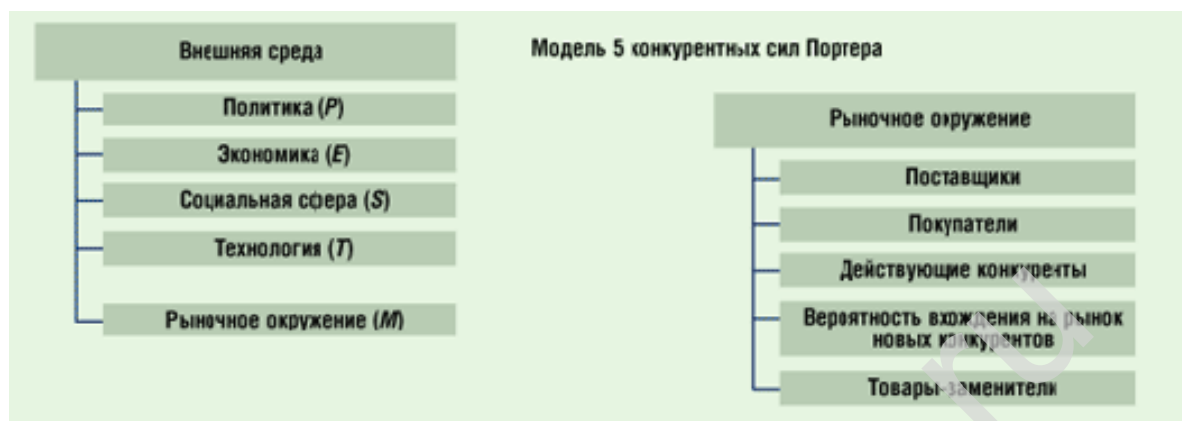 Внешняя среда
Политика (P)
Экономика (E)
Социальная сфера (S)
Технология (T)
Рыночное окружение (M)
Модель 5 конкурентных сил Портера
Рыночное окружение
Поставщики
Покупатели
Действующие конкуренты
Вероятность вхождения на рынок
новых конкурентов
Товары-заменители